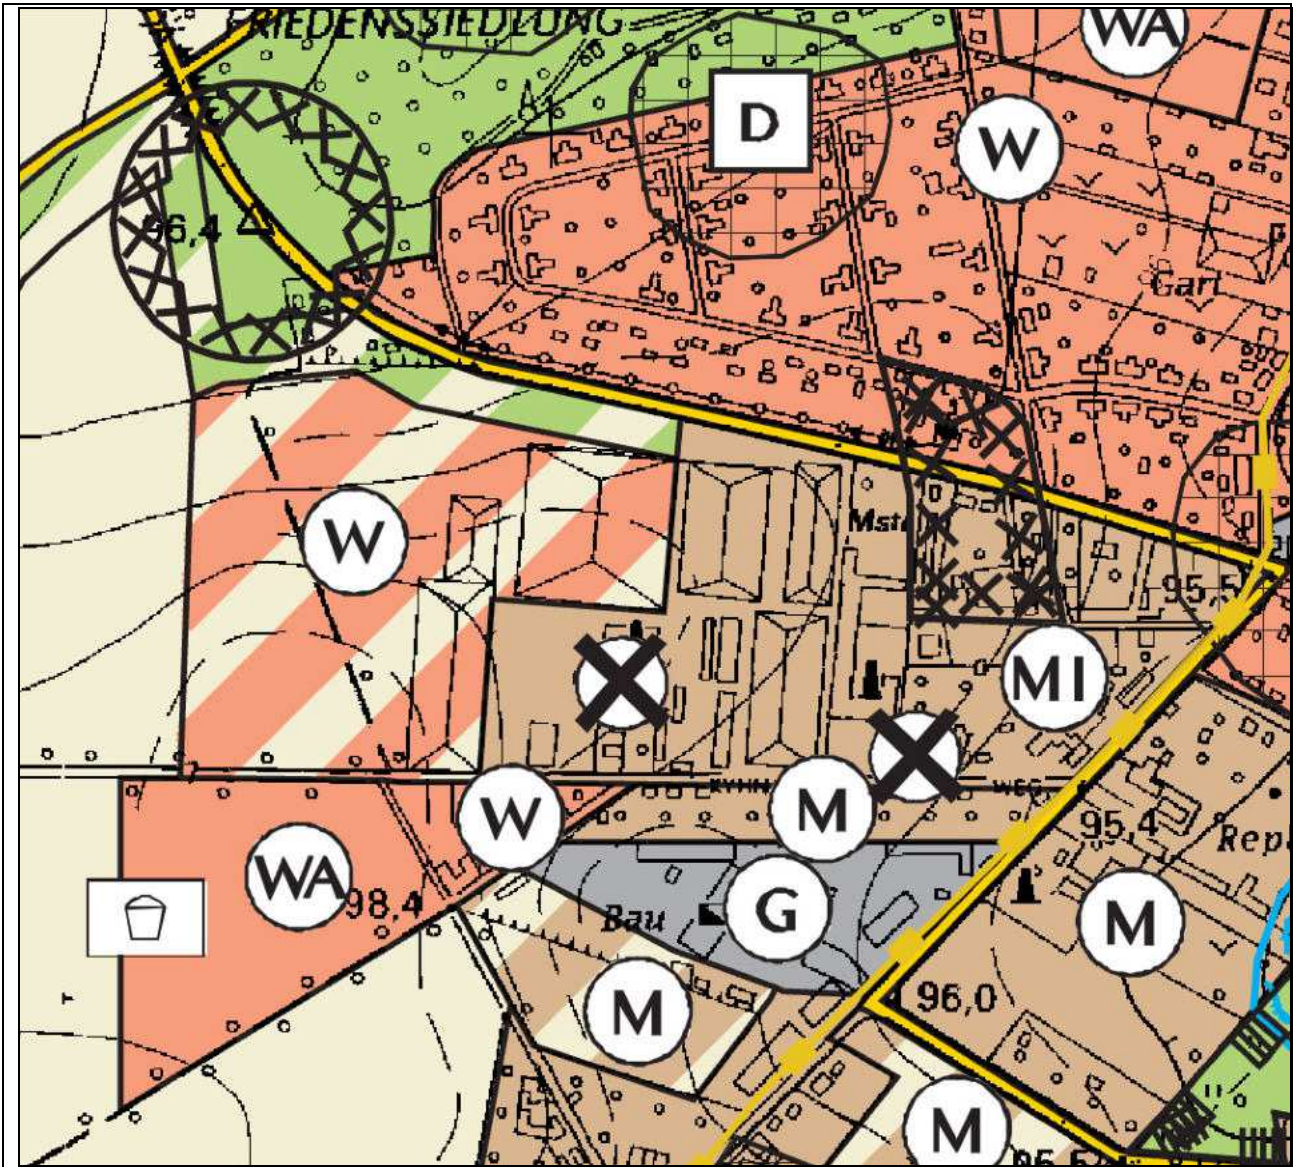 FRIEDENSSIEDLUNG
WA
D
W
96,4
Gart
W
Mst
95,5
MI
WEG
W
M
95,4
Rep
WA
98,4
G
Bau
M
M
96,0
M